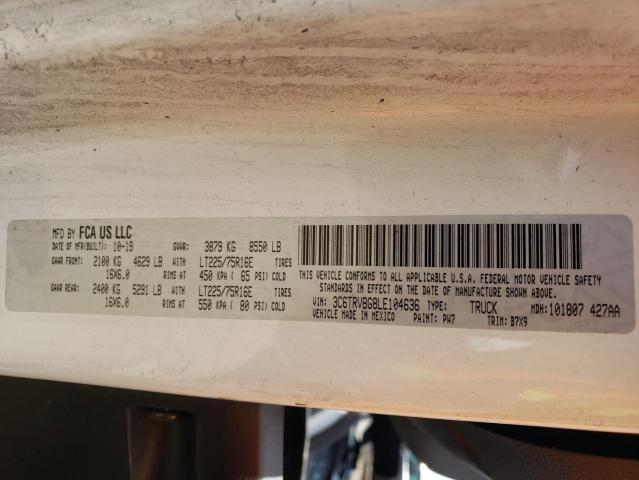 MFD BY FCA US LLC
DATE OF MFR(BUILT): 10-19 GVWR: 3879 KG 8550 LB
GAWR FRONT: 2100 KG 4629 LB WITH LT225/75R16E TIRES
16X6.0 RIMS AT 450 KPA ( 65 PSI) COLD
GAWR REAR: 2400 KG 5291 LB WITH LT225/75R16E TIRES
16X6.0 RIMS AT 550 KPA ( 80 PSI) COLD
THIS VEHICLE CONFORMS TO ALL APPLICABLE U.S.A. FEDERAL MOTOR VEHICLE SAFETY
STANDARDS IN EFFECT ON THE DATE OF MANUFACTURE SHOWN ABOVE.
VIN: 3C6TRVBG8LE104636 TYPE: TRUCK MDH: 101807 427AA
VEHICLE MADE IN MEXICO PAINT: PW7 TRIM: B7X9